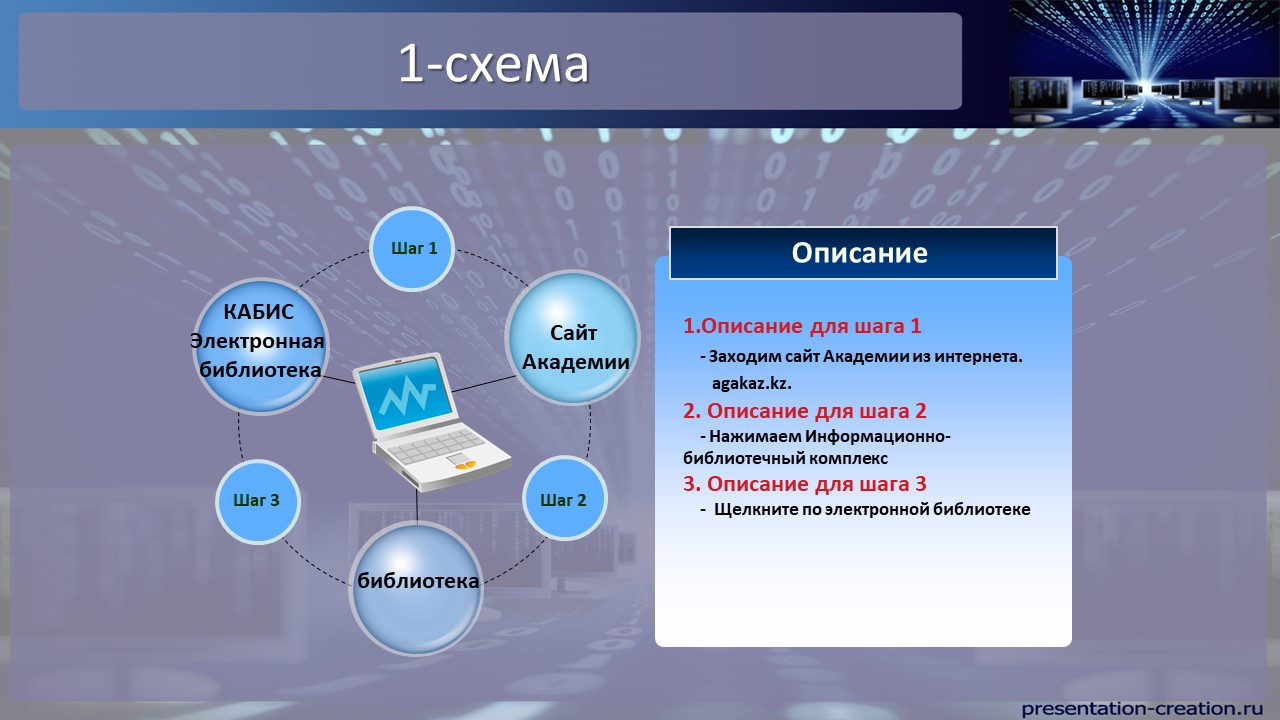 1-схема
Шаг 1
КАБИС
Электронная
библиотека
Сайт
Академии
Шаг 3
Шаг 2
библиотека
Описание
1.Описание для шага 1
- Заходим сайт Академии из интернета.
agakaz.kz.
2. Описание для шага 2
- Нажимаем Информационно-
библиотечный комплекс
3. Описание для шага 3
- Щелкните по электронной библиотеке
presentation-creation.ru